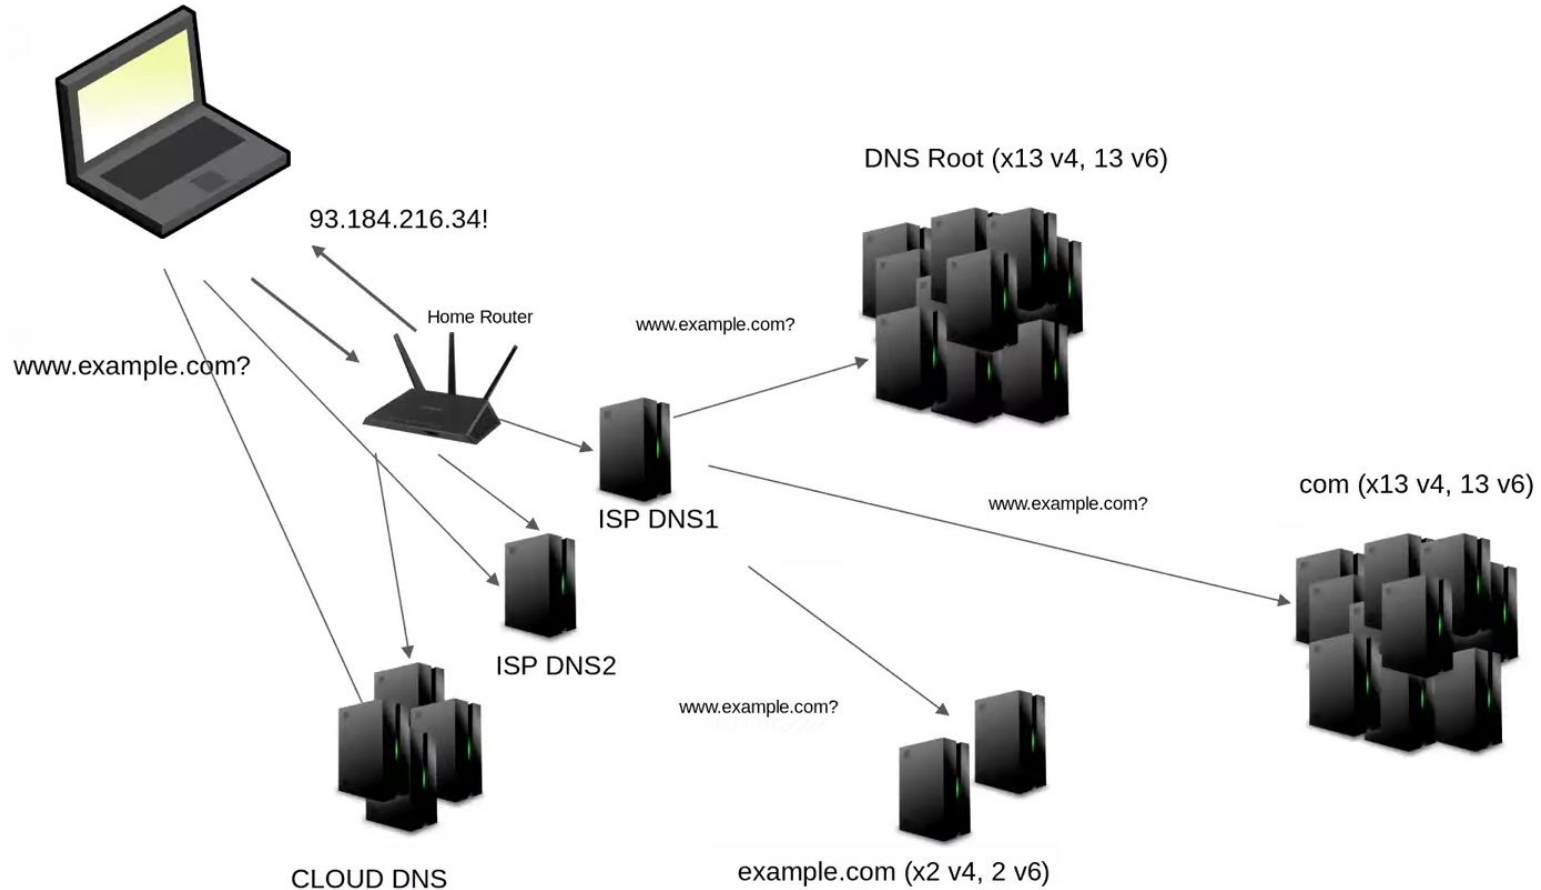 DNS Root (x13 v4, 13 v6)
93.184.216.34!
Home Router
www.example.com?
www.example.com?
com (x13 v4, 13 v6)
www.example.com?
ISP DNS1
ISP DNS2
www.example.com?
CLOUD DNS
example.com (x2 v4, 2 v6)